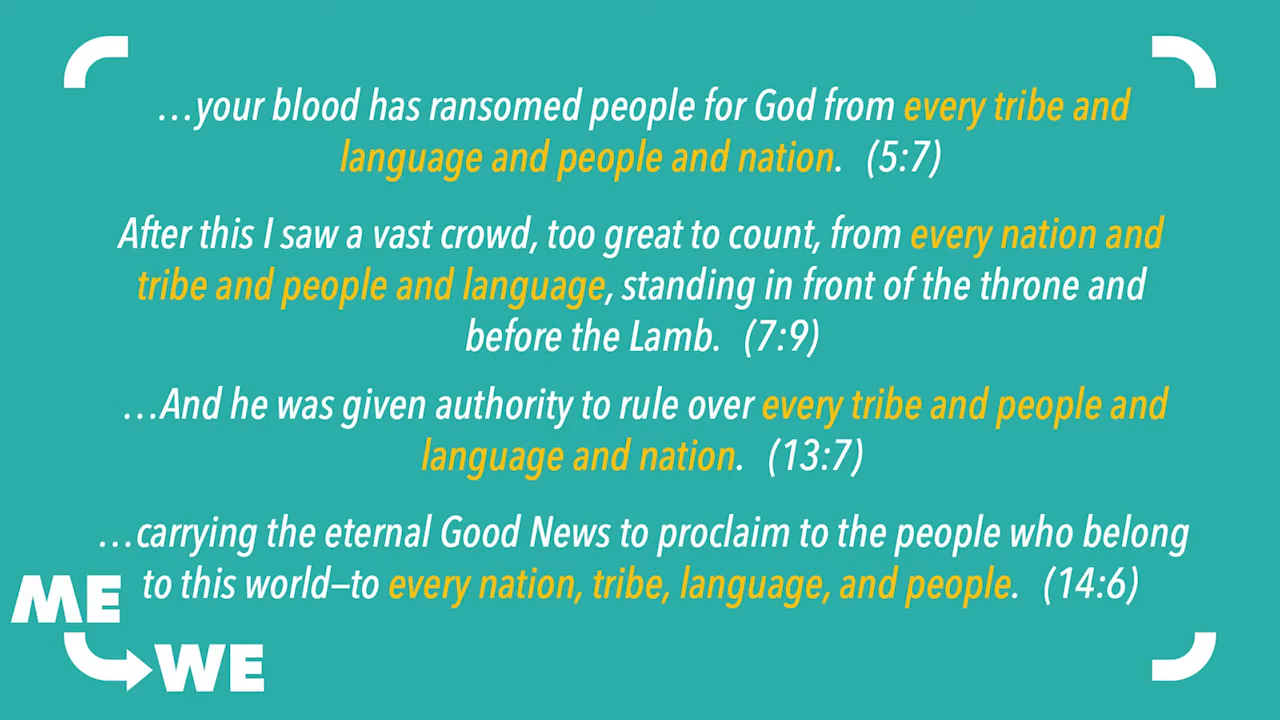 …your blood has ransomed people for God from every tribe and
language and people and nation. (5:7)
After this I saw a vast crowd, too great to count, from every nation and
tribe and people and language, standing in front of the throne and
before the Lamb. (7:9)
…And he was given authority to rule over every tribe and people and
language and nation. (13:7)
…carrying the eternal Good News to proclaim to the people who belong
to this world—to every nation, tribe, language, and people. (14:6)
ME
WE